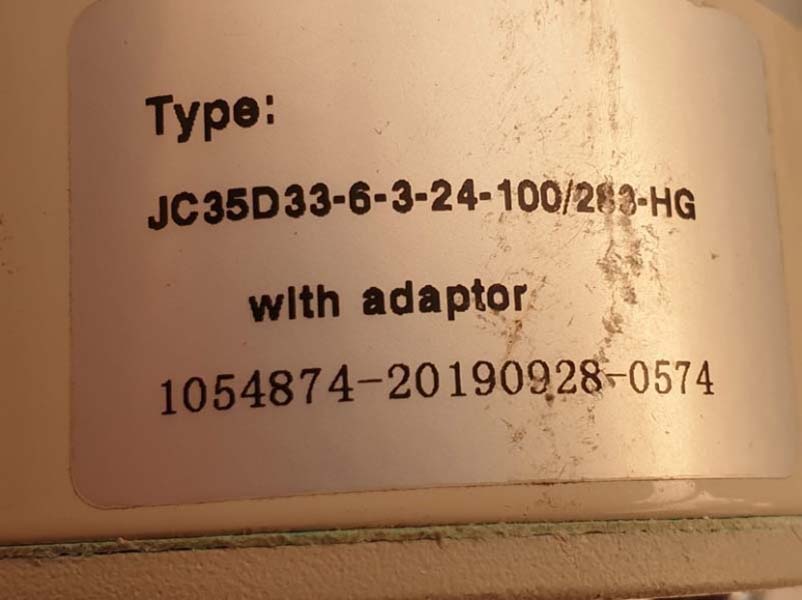 Type:
JC35D33-6-3-24-100/283-HG
with adaptor
1054874-20190928-0574